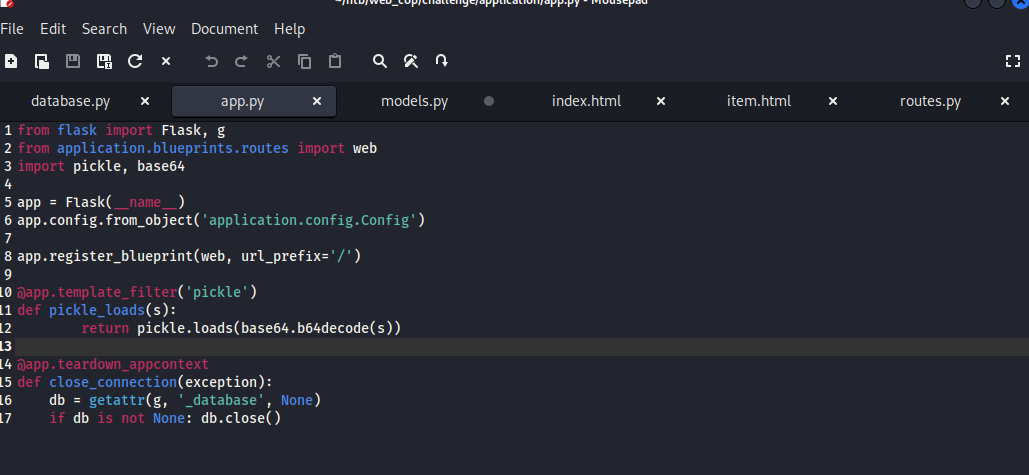 ~/htb/web_cop/challenge/application/app.py - Mousepad
File Edit Search View Document Help
database.py app.py models.py index.html item.html routes.py
1 from flask import Flask, g
2 from application.blueprints.routes import web
3 import pickle, base64
4
5 app = Flask(__name__)
6 app.config.from_object('application.config.Config')
7
8 app.register_blueprint(web, url_prefix='/')
9
10 @app.template_filter('pickle')
11 def pickle_loads(s):
12         return pickle.loads(base64.b64decode(s))
13
14 @app.teardown_appcontext
15 def close_connection(exception):
16     db = getattr(g, '_database', None)
17     if db is not None: db.close()